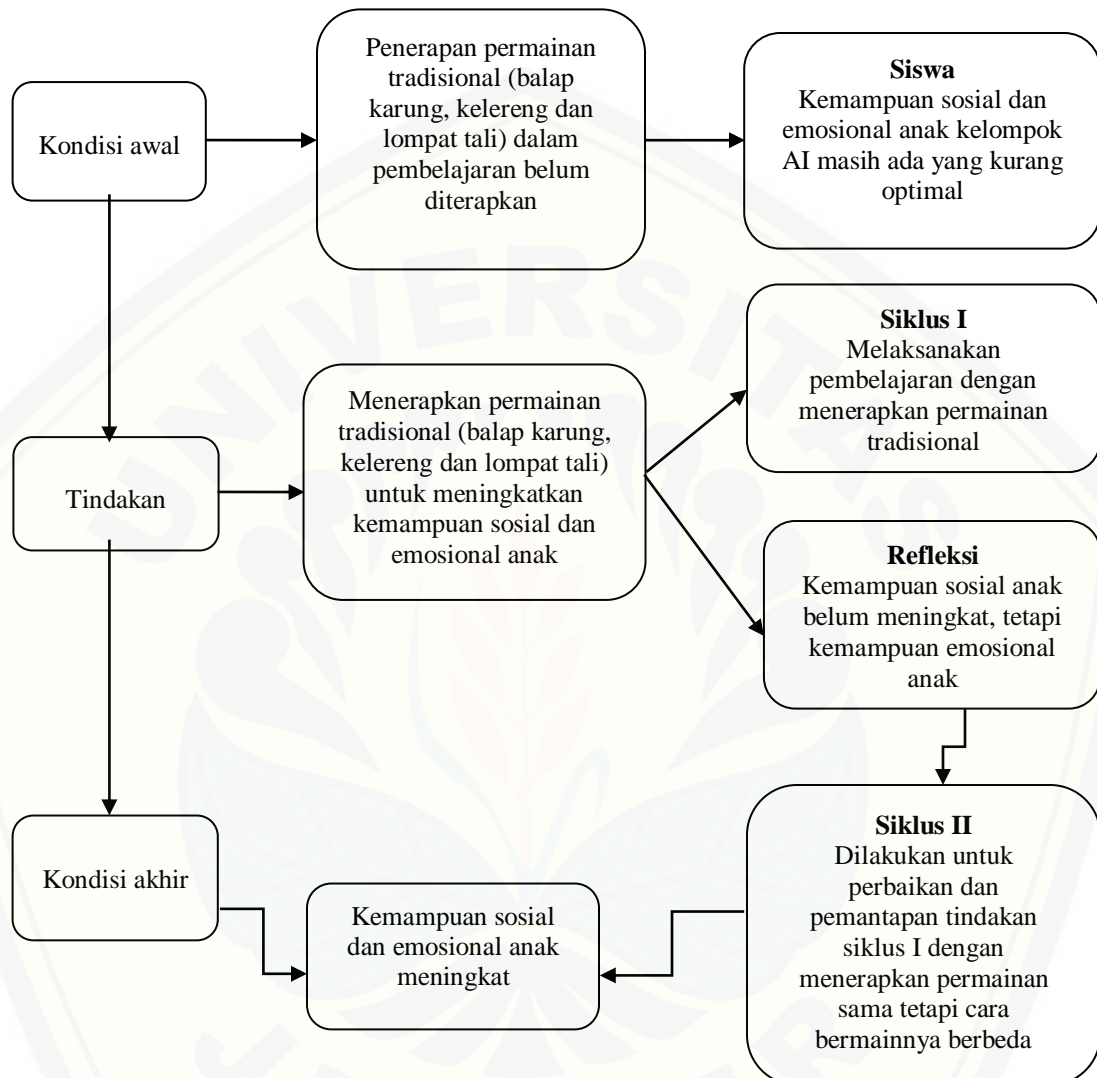 Kondisi awal
Penerapan permainan
tradisional (balap
karung, kelereng dan
lompat tali) dalam
pembelajaran belum
diterapkan
Siswa
Kemampuan sosial dan
emosional anak kelompok
AI masih ada yang kurang
optimal
Tindakan
Menerapkan permainan
tradisional (balap karung,
kelereng dan lompat tali)
untuk meningkatkan
kemampuan sosial dan
emosional anak
Siklus I
Melaksanakan
pembelajaran dengan
menerapkan permainan
tradisional
Refleksi
Kemampuan sosial anak
belum meningkat, tetapi
kemampuan emosional
anak
Siklus II
Dilakukan untuk
perbaikan dan
pemantapan tindakan
siklus I dengan
menerapkan permainan
sama tetapi cara
bermainnya berbeda
Kondisi akhir
Kemampuan sosial
dan emosional anak
meningkat
UNIVERSITAS